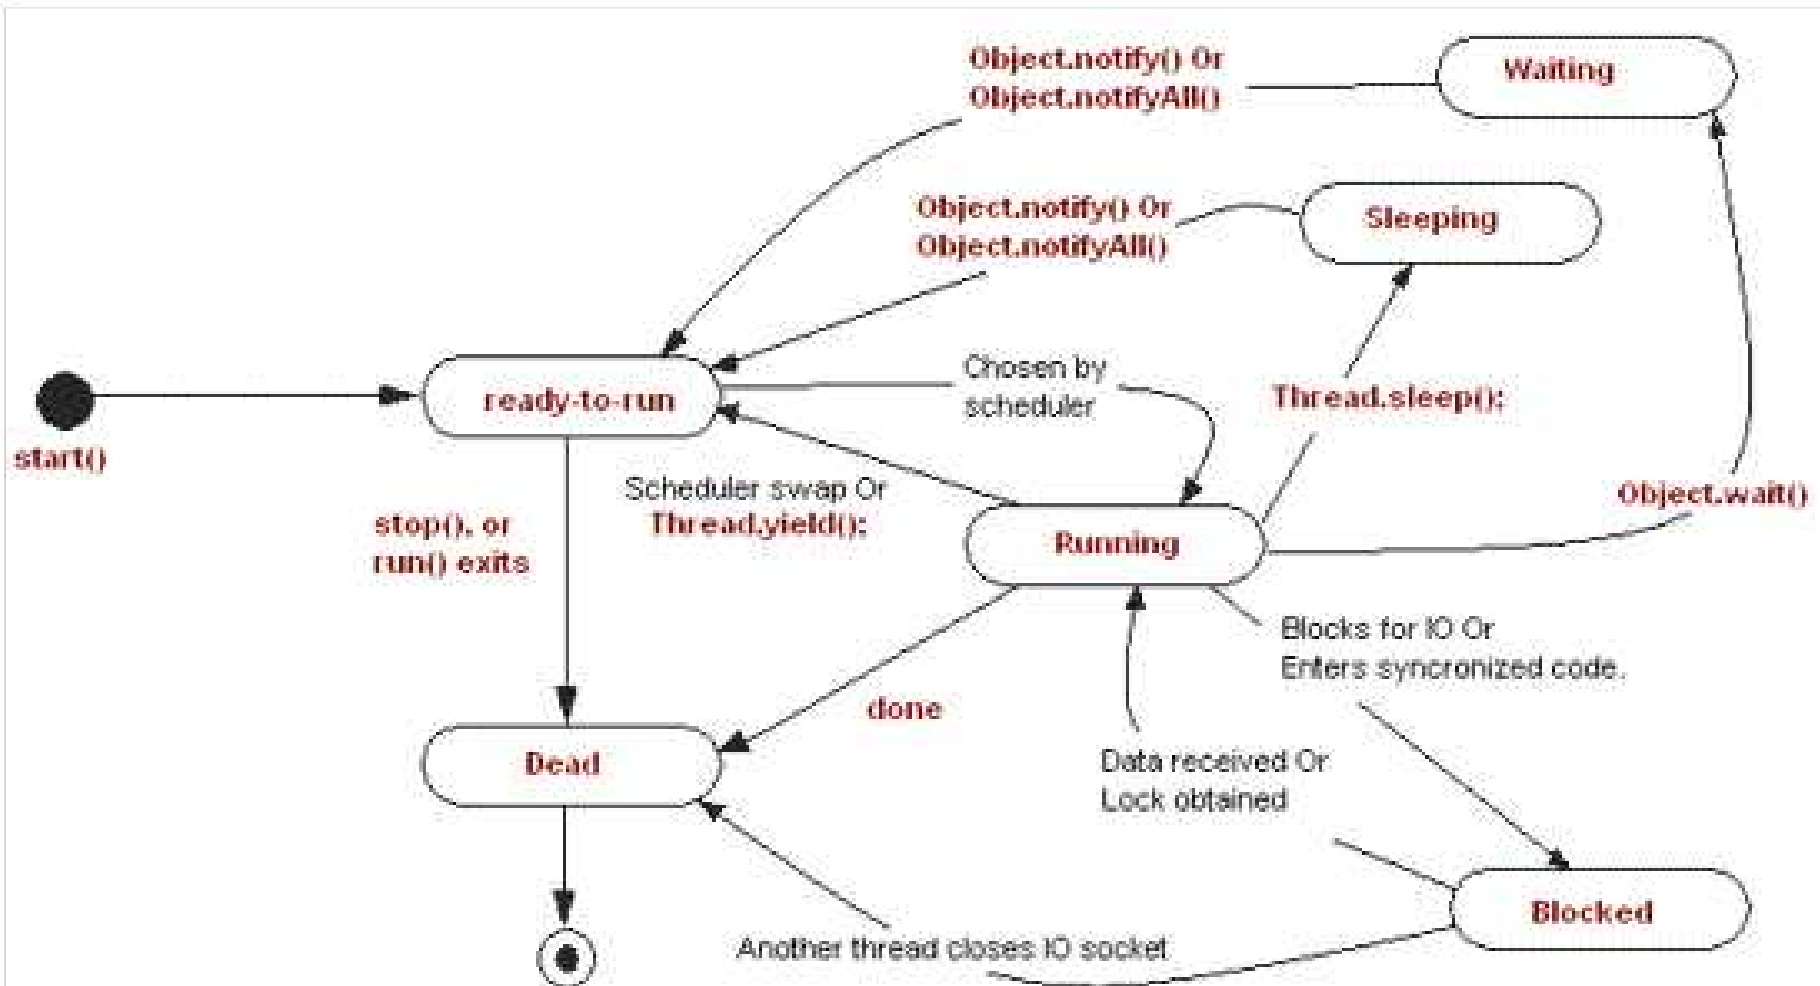 Object.notify() Or
Object.notifyAll()
Waiting
Object.notify() Or
Object.notifyAll()
Sleeping
Chosen by
scheduler
ready-to-run
Thread.sleep();
start()
Scheduler swap Or
Thread.yield();
Object.wait()
stop(), or
run() exits
Running
Blocks for IO Or
Enters syncronized code.
done
Dead
Data received Or
Lock obtained
Blocked
Another thread closes IO socket